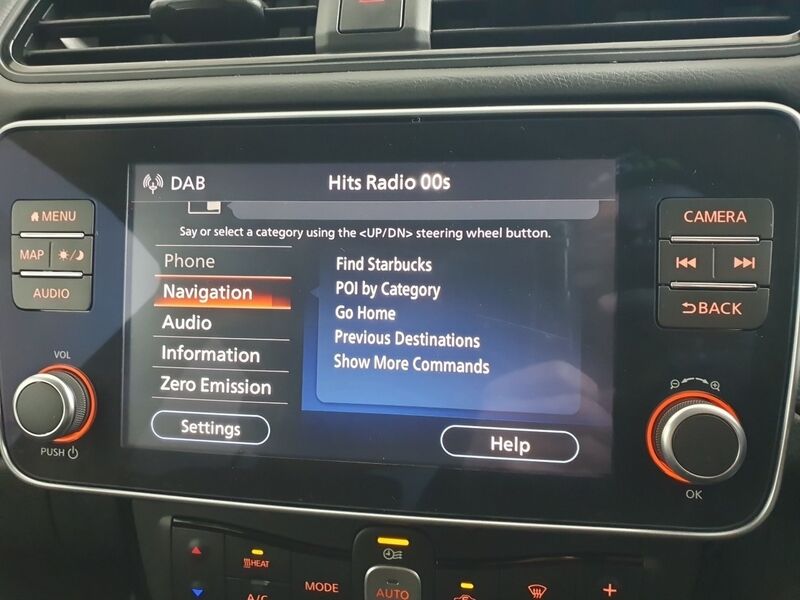 DAB Hits Radio 00s
Say or select a category using the <UP/DN> steering wheel button.
Phone
Navigation
Audio
Information
Zero Emission
Settings
Find Starbucks
POI by Category
Go Home
Previous Destinations
Show More Commands
Help
MENU
MAP
AUDIO
VOL
PUSH
CAMERA
BACK
OK
HEAT
A/C
MODE
AUTO